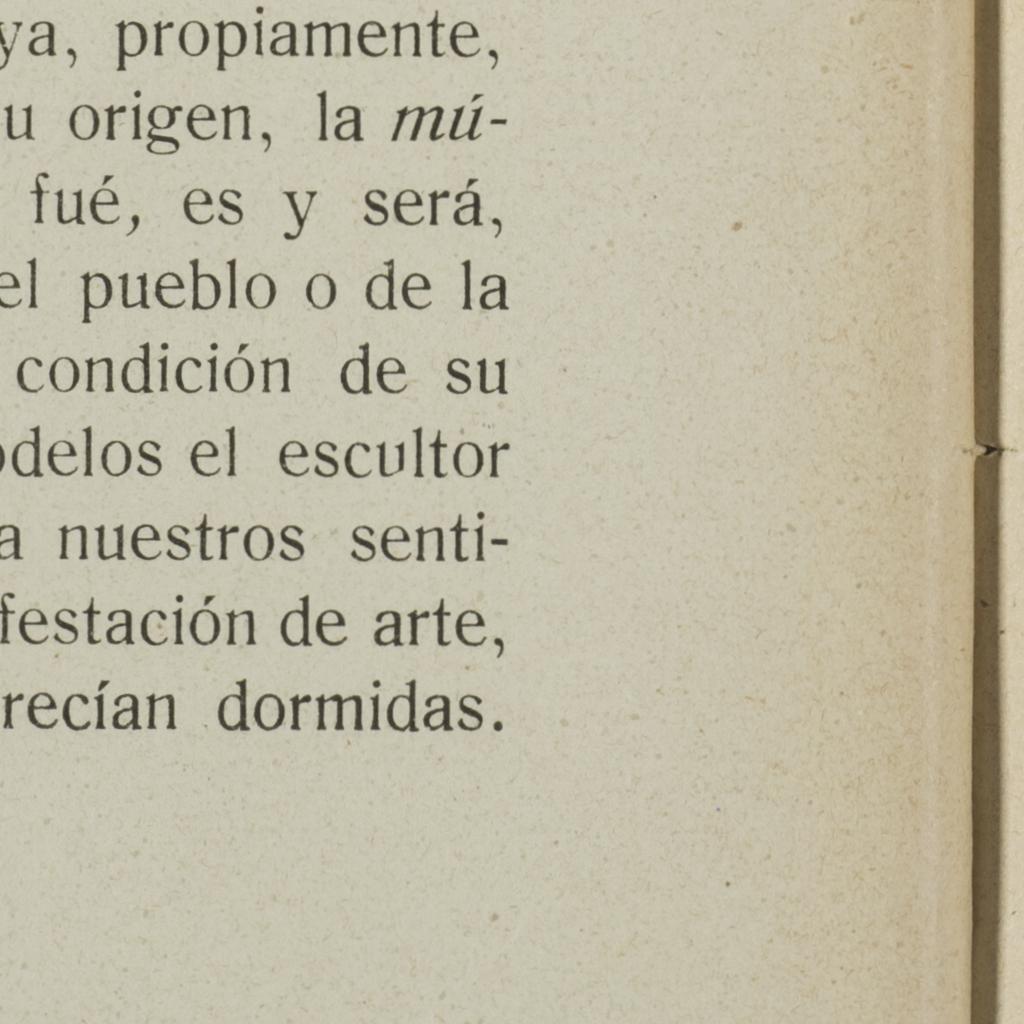 ya, propiamente,
u origen, la mú-
fué, es y será,
el pueblo o de la
condición de su
odelos el escultor
a nuestros senti-
festación de arte,
recían dormidas.